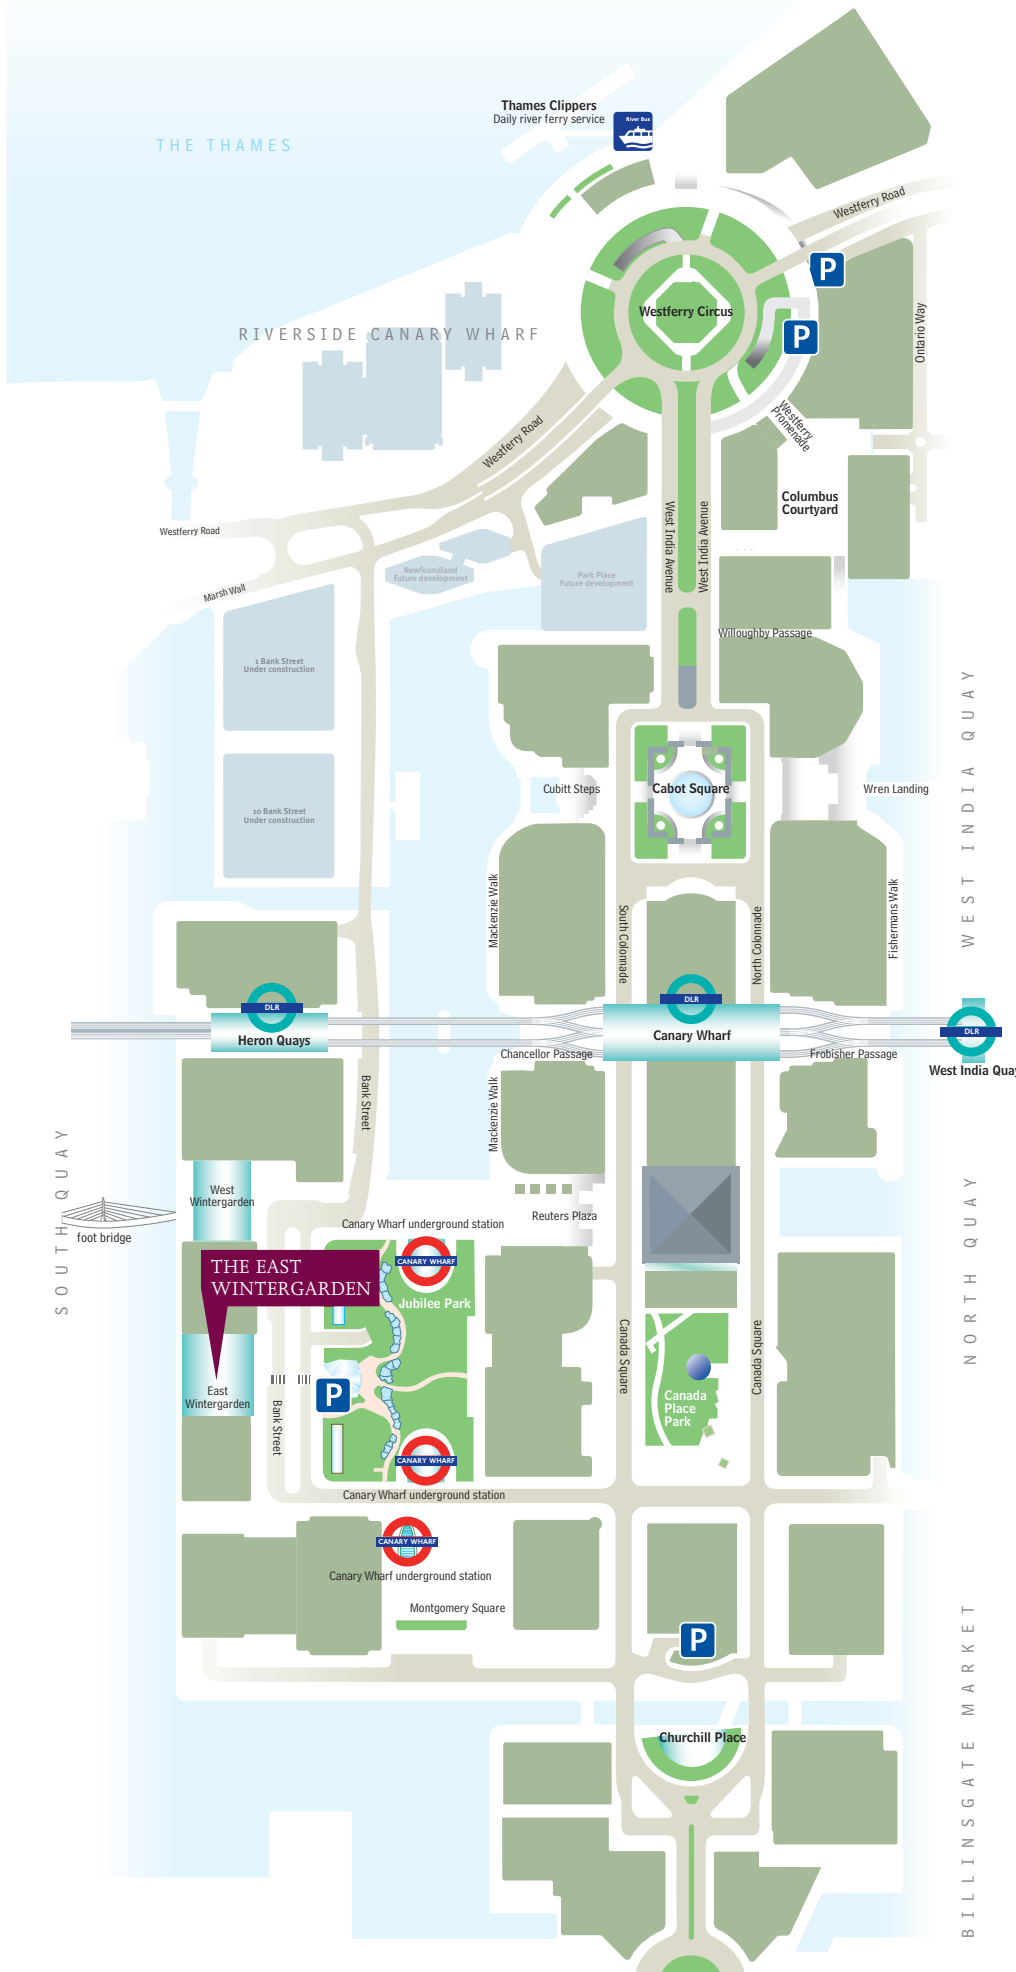 Thames Clippers
Daily river ferry service
River Bus
THE THAMES
Westferry Road
P
Westferry Circus
P
Ontario Way
RIVERSIDE CANARY WHARF
Westferry Promenade
Westferry Road
Columbus
Courtyard
West India Avenue
West India Avenue
Westferry Road
Newfoundland
Future development
Park Place
Future development
Marsh Wall
Willoughby Passage
1 Bank Street
Under construction
WEST INDIA QUAY
Cubitt Steps
Cabot Square
Wren Landing
10 Bank Street
Under construction
Mackenzie Walk
South Colonnade
North Colonnade
Fishermans Walk
DLR
DLR
DLR
Heron Quays
Canary Wharf
Chancellor Passage
Frobisher Passage
West India Quay
Bank Street
Mackenzie Walk
SOUTH QUAY
West
Wintergarden
NORTH QUAY
Reuters Plaza
Canary Wharf underground station
foot bridge
CANARY WHARF
THE EAST
WINTERGARDEN
Jubilee Park
Canada Square
Canada Square
East
Wintergarden
P
Canada
Place
Park
Bank Street
CANARY WHARF
Canary Wharf underground station
CANARY WHARF
Canary Wharf underground station
Montgomery Square
P
BILLINSGATE MARKET
Churchill Place